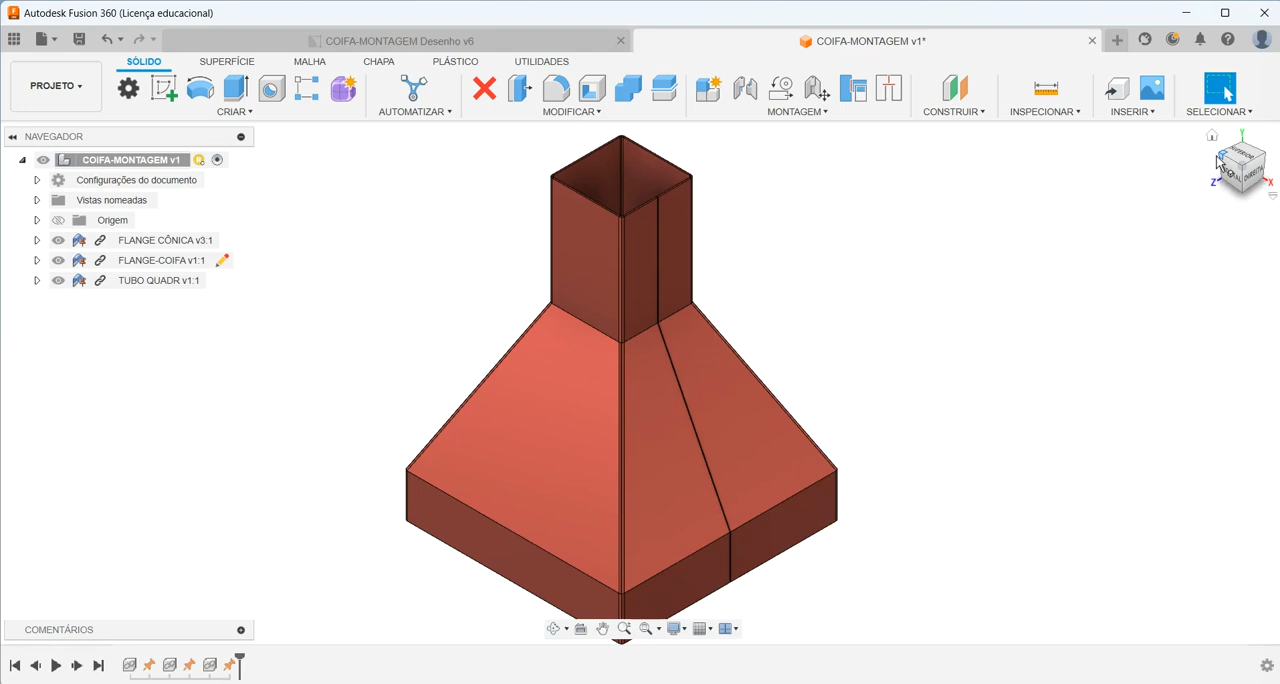 Autodesk Fusion 360 (Licença educacional)
COIFA-MONTAGEM Desenho v6
COIFA-MONTAGEM v1*
SÓLIDO SUPERFÍCIE MALHA CHAPA PLÁSTICO UTILIDADES
PROJETO
CRIAR AUTOMATIZAR MODIFICAR MONTAGEM CONSTRUIR INSPECIONAR INSERIR SELECIONAR
NAVEGADOR
COIFA-MONTAGEM v1
Configurações do documento
Vistas nomeadas
Origem
FLANGE CÔNICA v3:1
FLANGE-COIFA v1:1
TUBO QUADR v1:1
Y
DIREITA
Z
X
COMENTÁRIOS